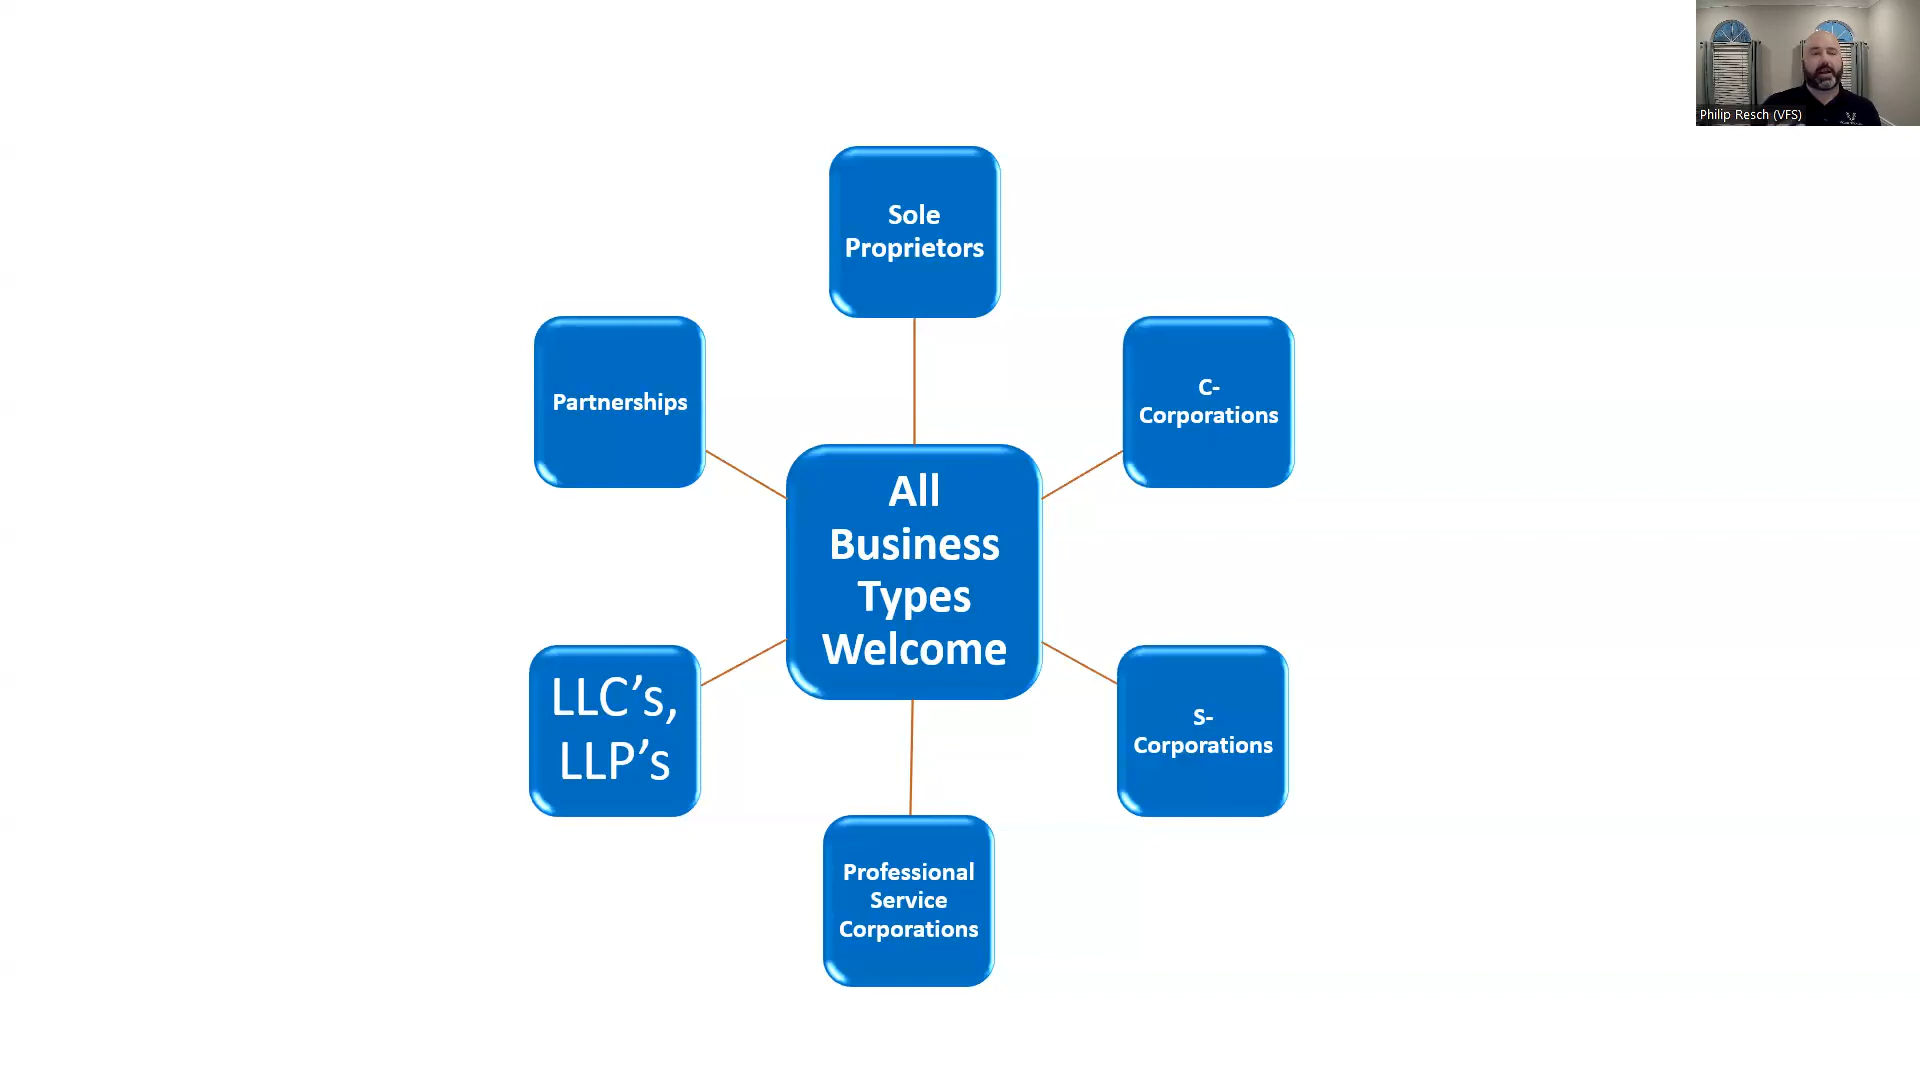 Philip Resch (VFS)
Sole
Proprietors
Partnerships
C-
Corporations
All
Business
Types
Welcome
LLC’s,
LLP’s
S-
Corporations
Professional
Service
Corporations